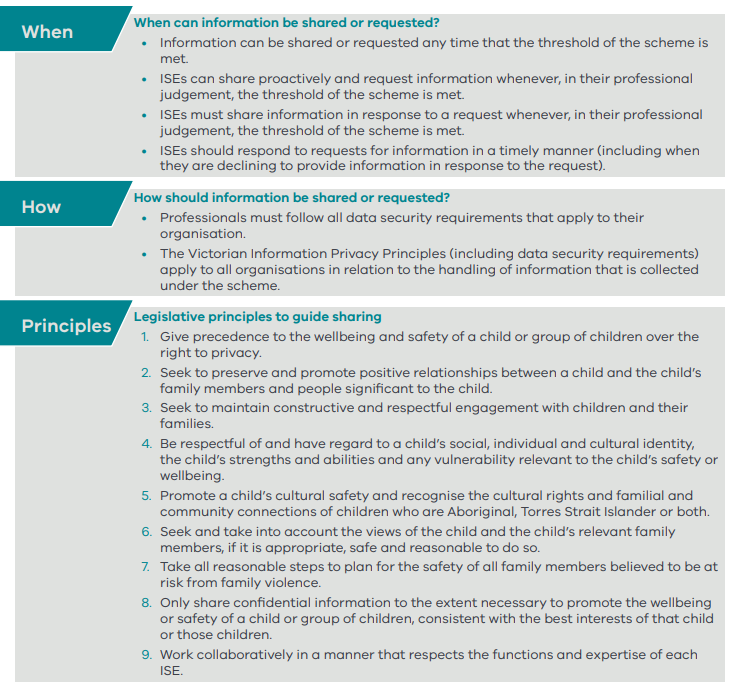 When
When can information be shared or requested?
• Information can be shared or requested any time that the threshold of the scheme is
met.
• ISEs can share proactively and request information whenever, in their professional
judgement, the threshold of the scheme is met.
• ISEs must share information in response to a request whenever, in their professional
judgement, the threshold of the scheme is met.
• ISEs should respond to requests for information in a timely manner (including when
they are declining to provide information in response to the request).
How
How should information be shared or requested?
• Professionals must follow all data security requirements that apply to their
organisation.
• The Victorian Information Privacy Principles (including data security requirements)
apply to all organisations in relation to the handling of information that is collected
under the scheme.
Principles
Legislative principles to guide sharing
1. Give precedence to the wellbeing and safety of a child or group of children over the
right to privacy.
2. Seek to preserve and promote positive relationships between a child and the child's
family members and people significant to the child.
3. Seek to maintain constructive and respectful engagement with children and their
families.
4. Be respectful of and have regard to a child's social, individual and cultural identity,
the child's strengths and abilities and any vulnerability relevant to the child's safety or
wellbeing.
5. Promote a child's cultural safety and recognise the cultural rights and familial and
community connections of children who are Aboriginal, Torres Strait Islander or both.
6. Seek and take into account the views of the child and the child's relevant family
members, if it is appropriate, safe and reasonable to do so.
7. Take all reasonable steps to plan for the safety of all family members believed to be at
risk from family violence.
8. Only share confidential information to the extent necessary to promote the wellbeing
or safety of a child or group of children, consistent with the best interests of that child
or those children.
9. Work collaboratively in a manner that respects the functions and expertise of each
ISE.